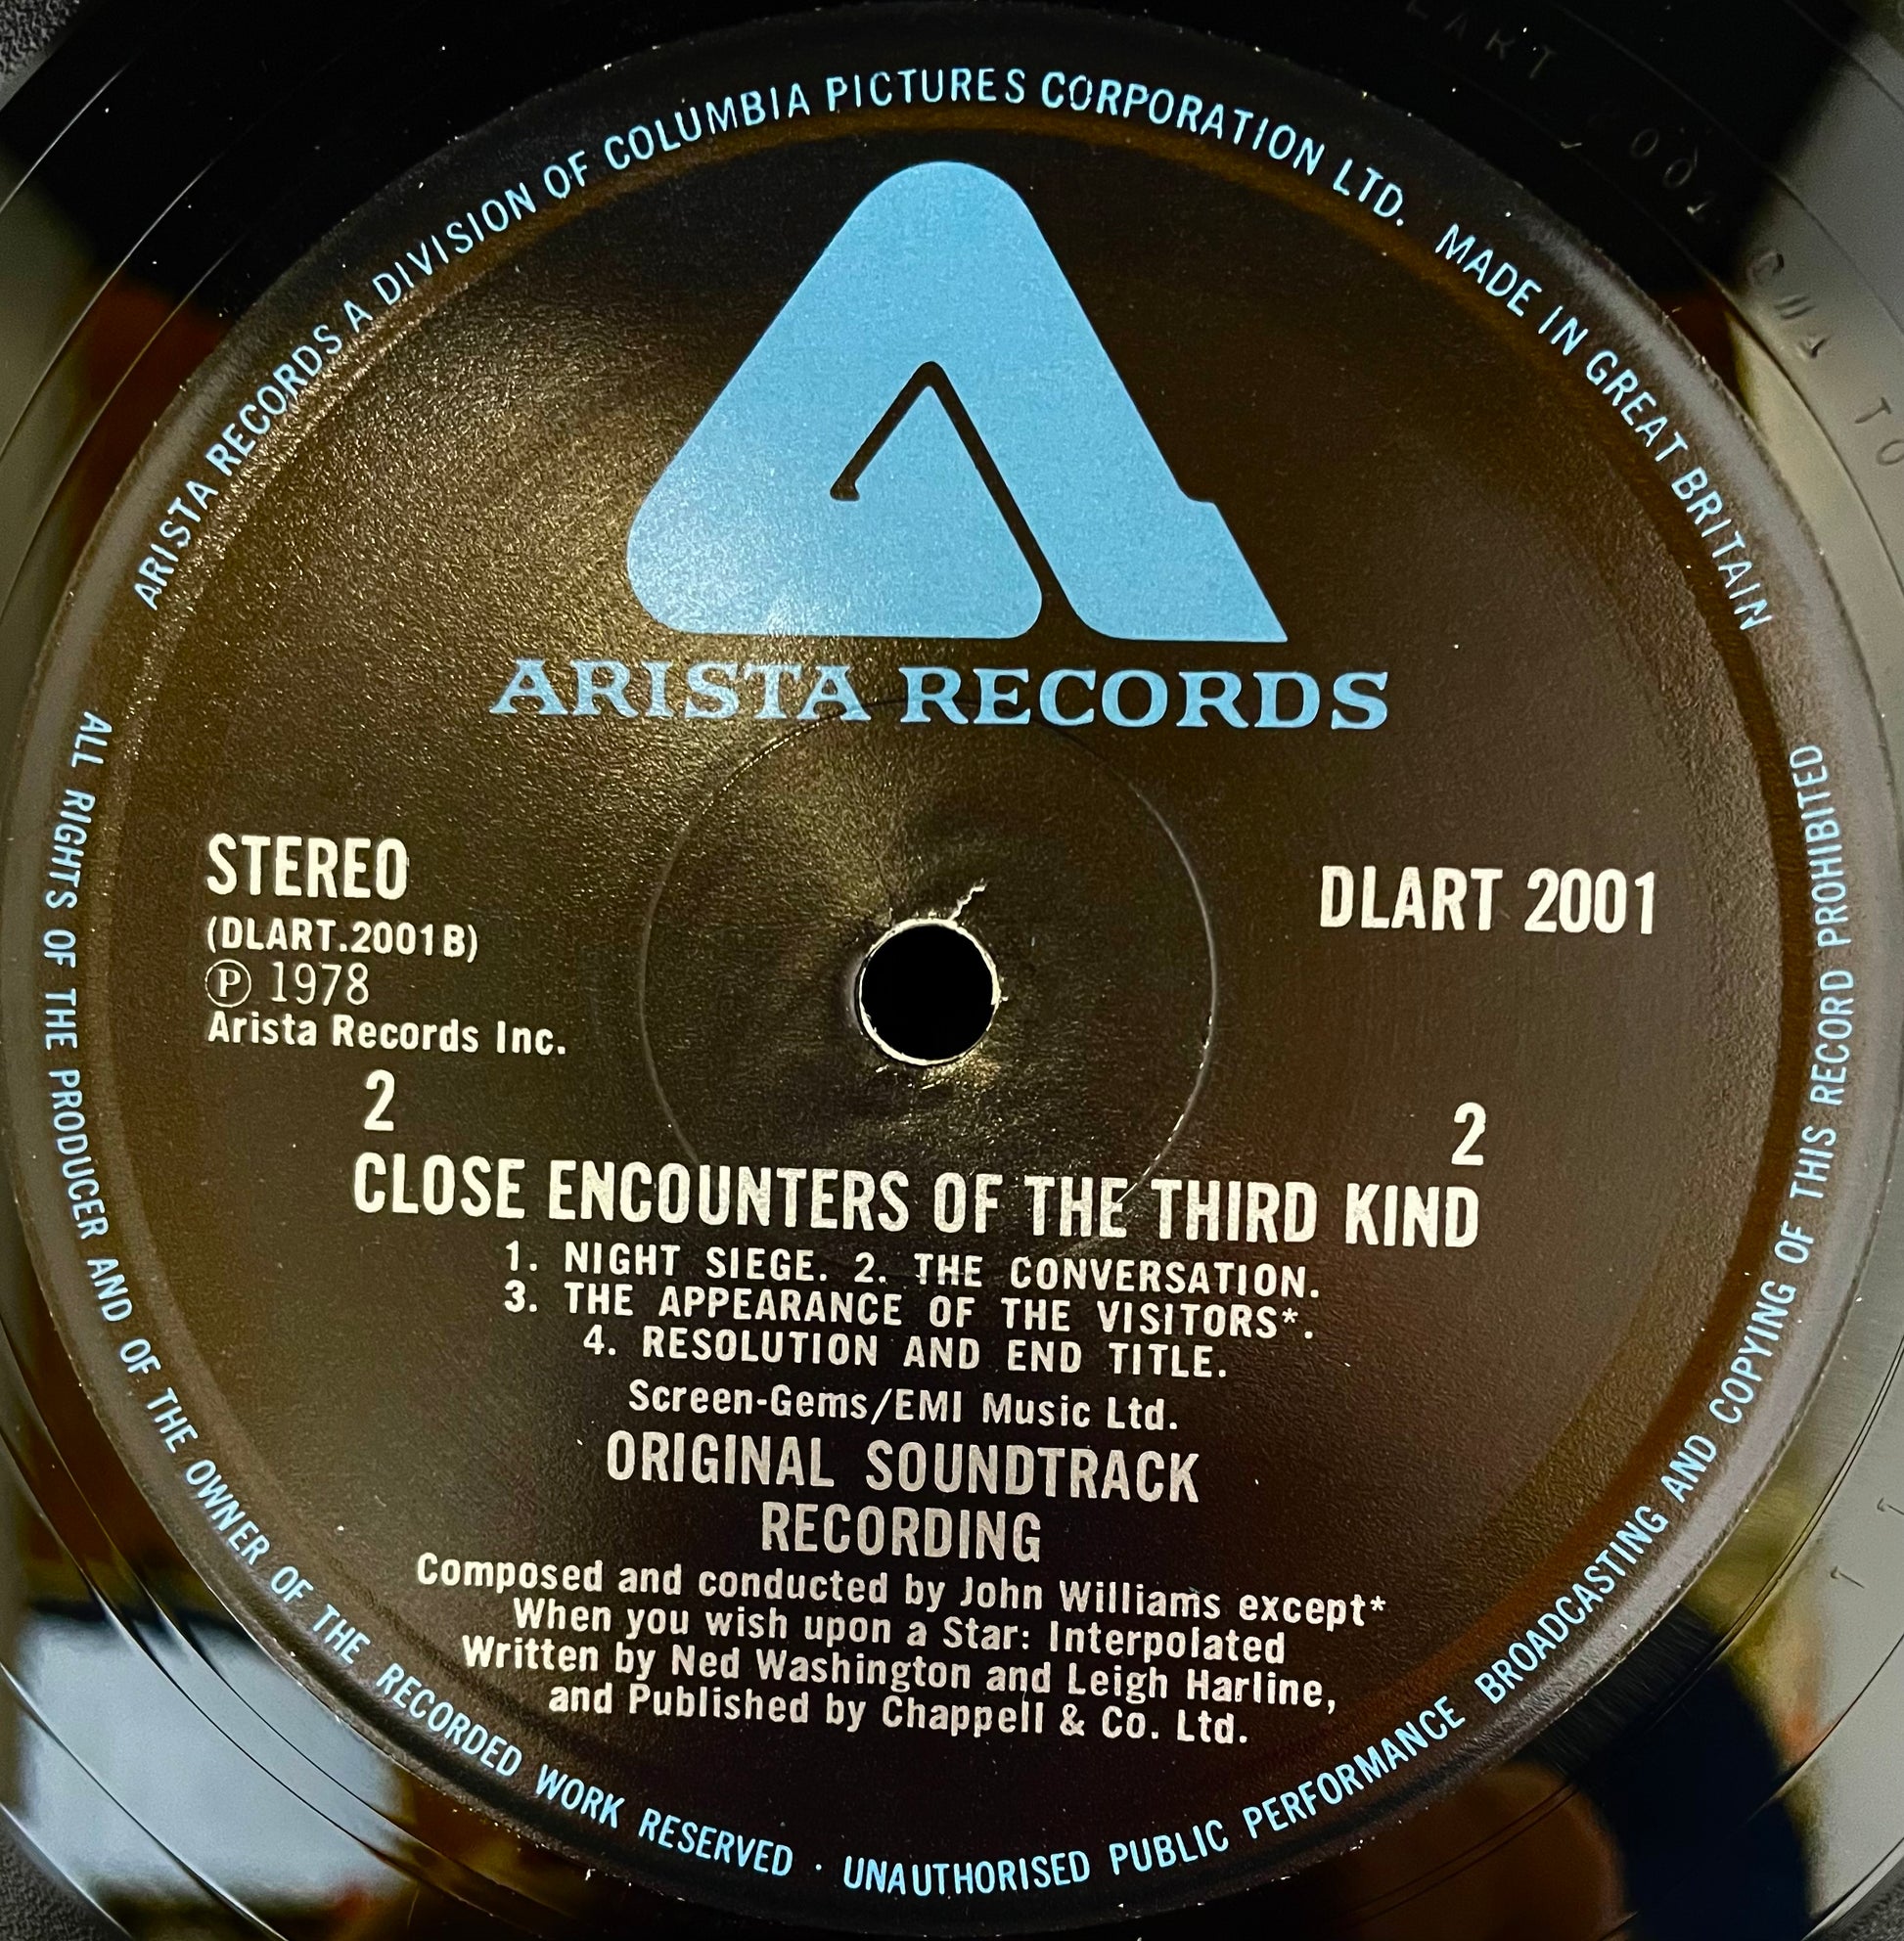 ARISTA RECORDS A DIVISION OF COLUMBIA PICTURES CORPORATION LTD. MADE IN GREAT BRITAIN
ARISTA RECORDS
STEREO
(DLART.2001B)
Ⓟ 1978
Arista Records Inc.
DLART 2001
2
2
CLOSE ENCOUNTERS OF THE THIRD KIND
1. NIGHT SIEGE. 2. THE CONVERSATION.
3. THE APPEARANCE OF THE VISITORS*.
4. RESOLUTION AND END TITLE.
Screen-Gems/EMI Music Ltd.
ORIGINAL SOUNDTRACK
RECORDING
Composed and conducted by John Williams except*
When you wish upon a Star: Interpolated
Written by Ned Washington and Leigh Harline,
and Published by Chappell & Co. Ltd.
ALL RIGHTS OF THE PRODUCER AND OF THE OWNER OF THE RECORDED WORK RESERVED · UNAUTHORISED PUBLIC PERFORMANCE BROADCASTING AND COPYING OF THIS RECORD PROHIBITED